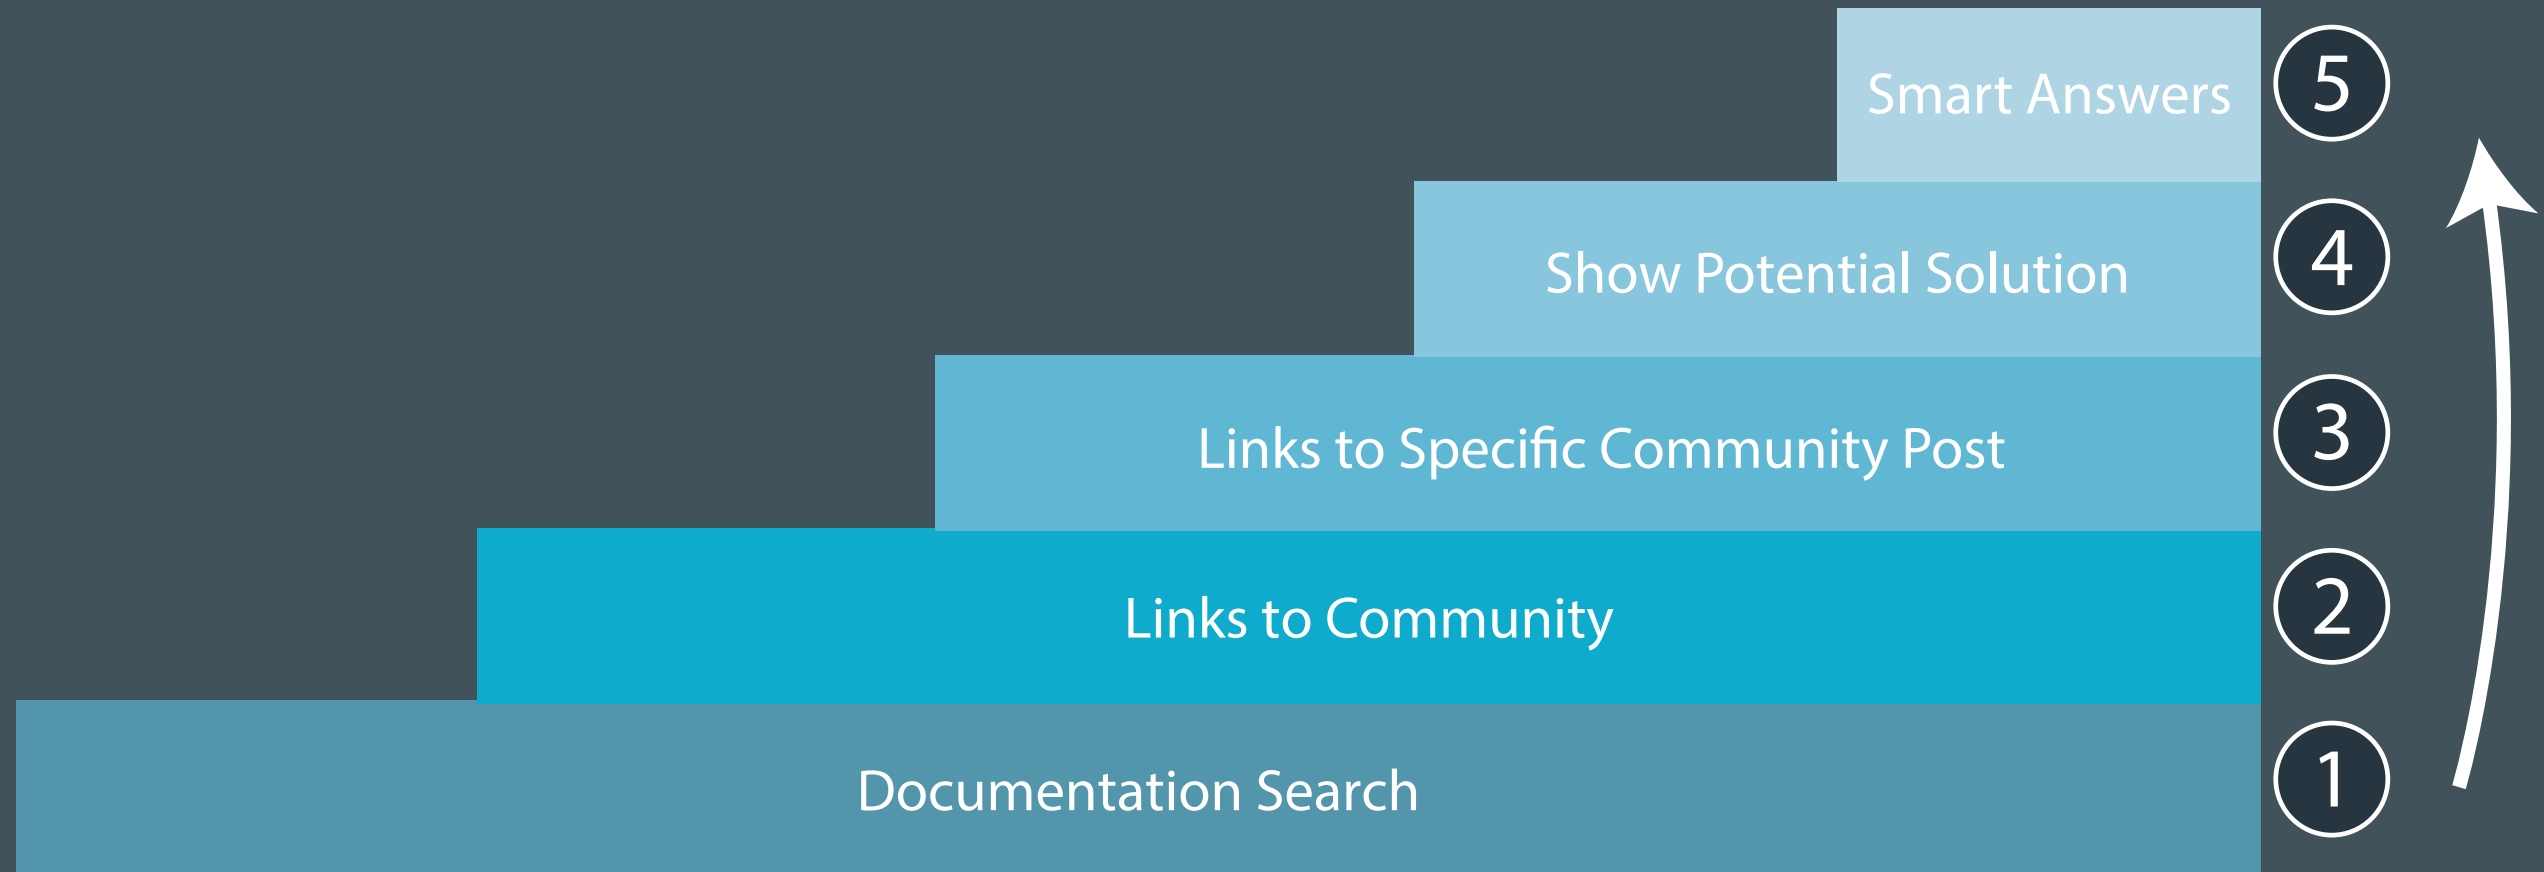 Smart Answers
5
Show Potential Solution
4
Links to Specific Community Post
3
Links to Community
2
Documentation Search
1